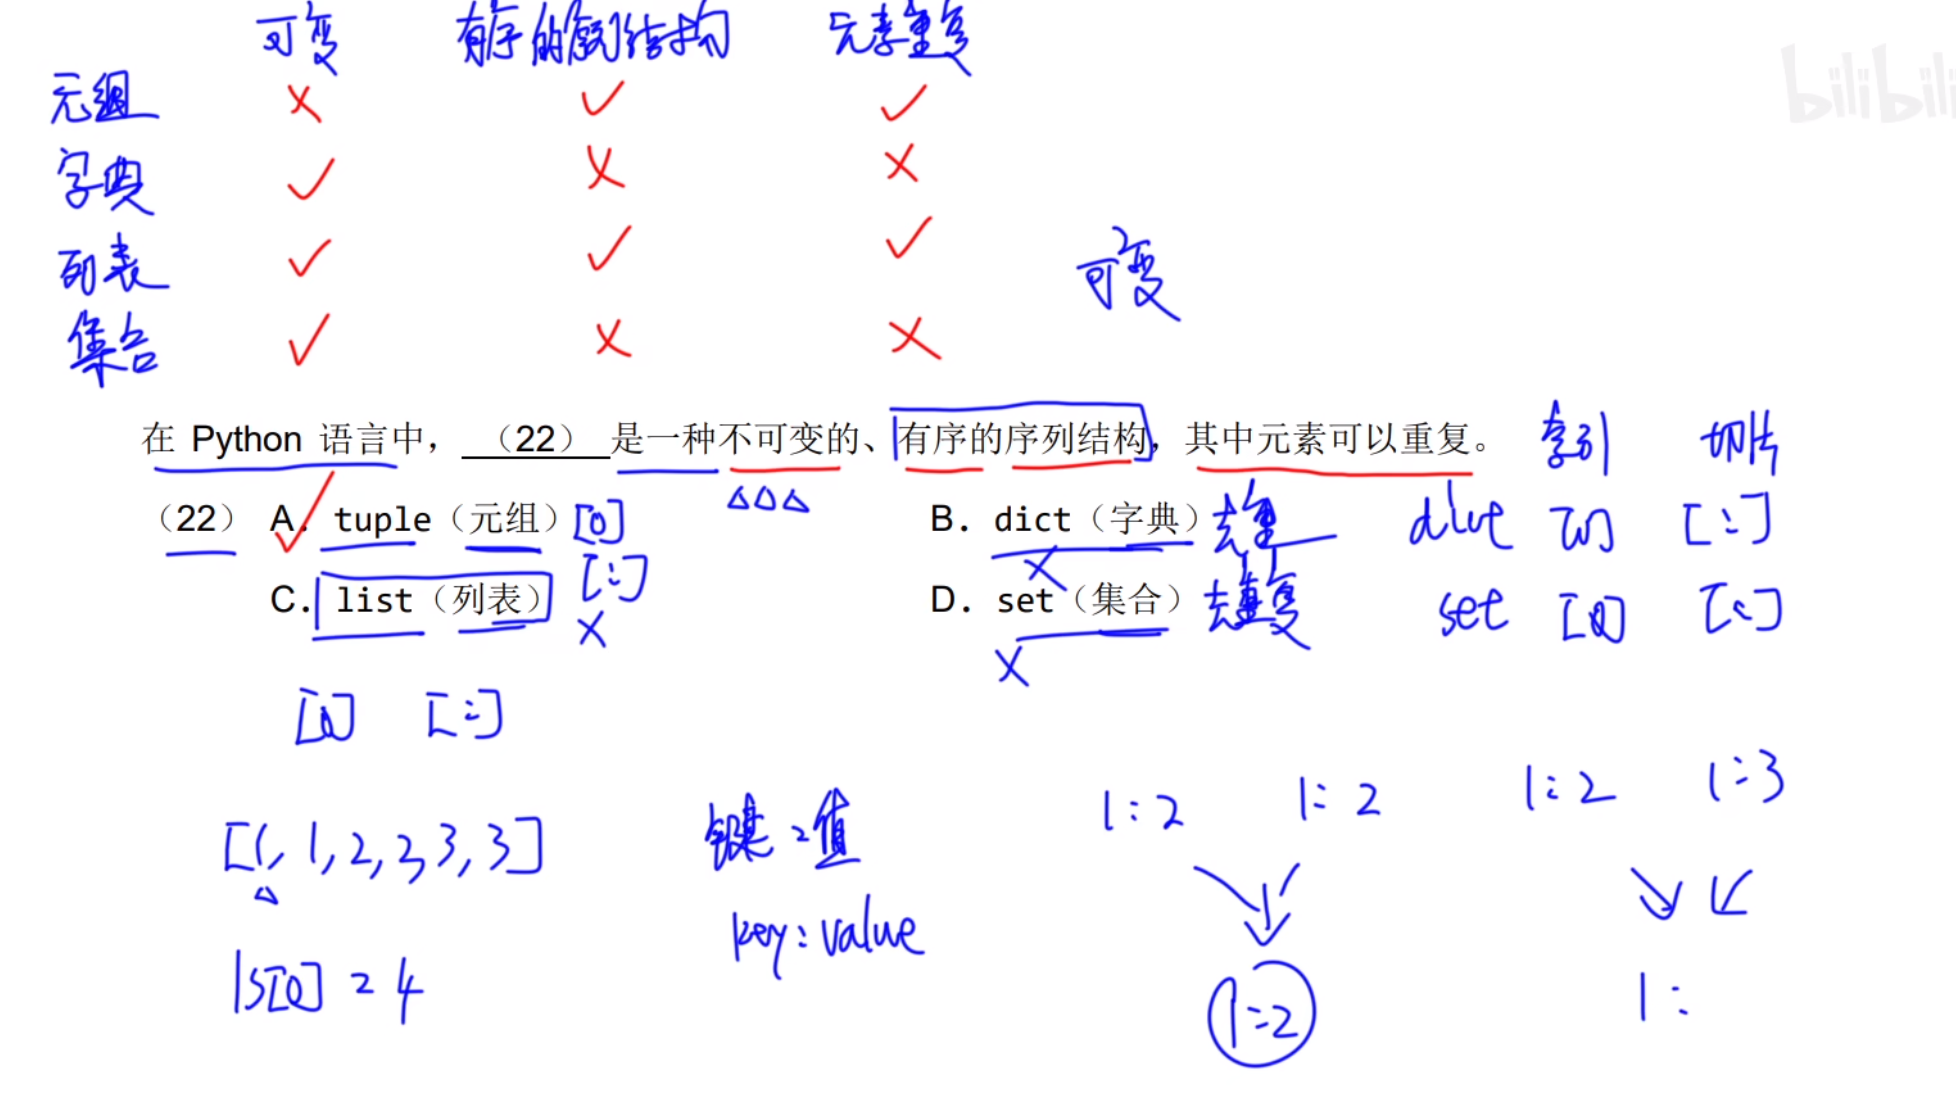 可变 有序的序列结构 元素重复
bilibili
元组 × ✓ ✓
字典 ✓ × ×
列表 ✓ ✓ ✓
可变
集合 ✓ × ×
在 Python 语言中，（22）是一种不可变的、有序的序列结构，其中元素可以重复。 索引 切片
（22） A. tuple（元组） [0] B. dict（字典） 去重 dict [0] [:]
[:]
C. list（列表） × D. set（集合） 去重复 set [0] [:]
[0] [:]
1:2 1:2 1:2 1:3
[1, 1, 2, 2, 3, 3] 键:值
key:value
ls[0] = 4 1:2 1: